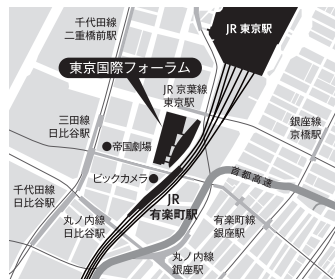 千代田線
二重橋前駅
JR 東京駅
東京国際フォーラム
JR 京葉線
東京駅
三田線
日比谷駅
帝国劇場
銀座線
京橋駅
ビックカメラ
首都高速
千代田線
日比谷駅
JR
有楽町駅
丸ノ内線
日比谷駅
有楽町線
銀座駅
丸ノ内線
銀座駅